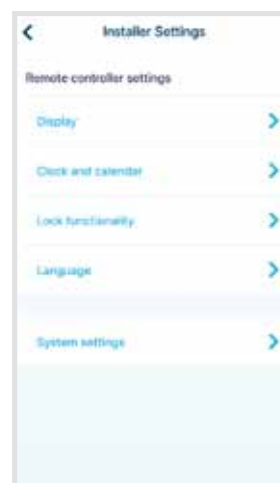 Installer Settings
Remote controller settings
Display
Clock and calendar
Lock functionality
Language
System settings